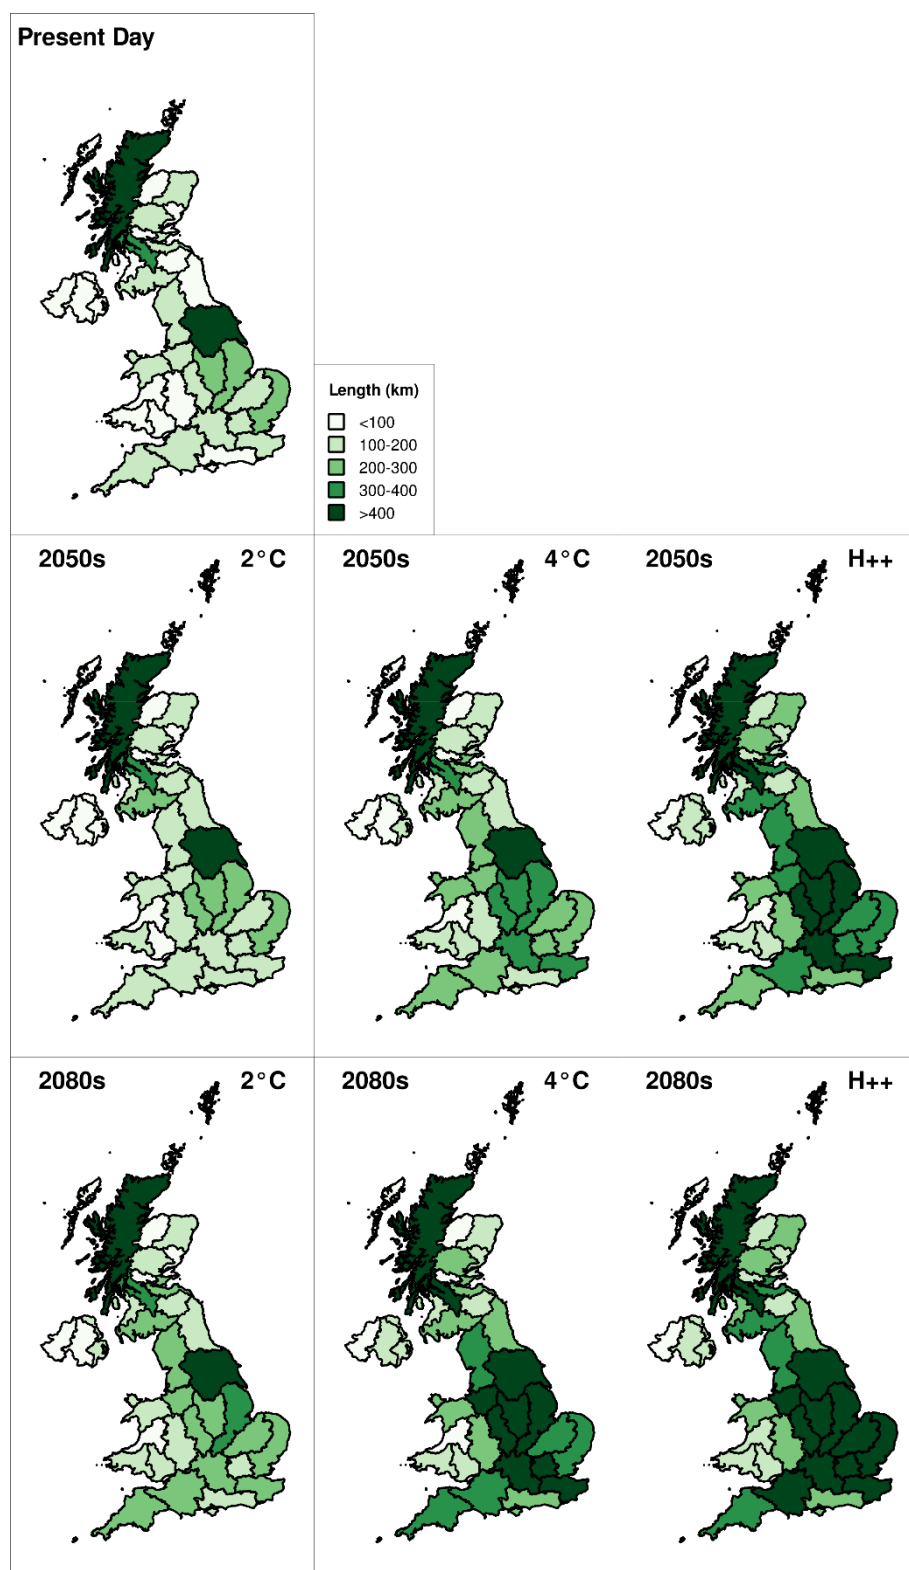 Present Day
Length (km)
<100
100-200
200-300
300-400
>400
2050s 2°C
2050s 4°C
2050s H++
2080s 2°C
2080s 4°C
2080s H++